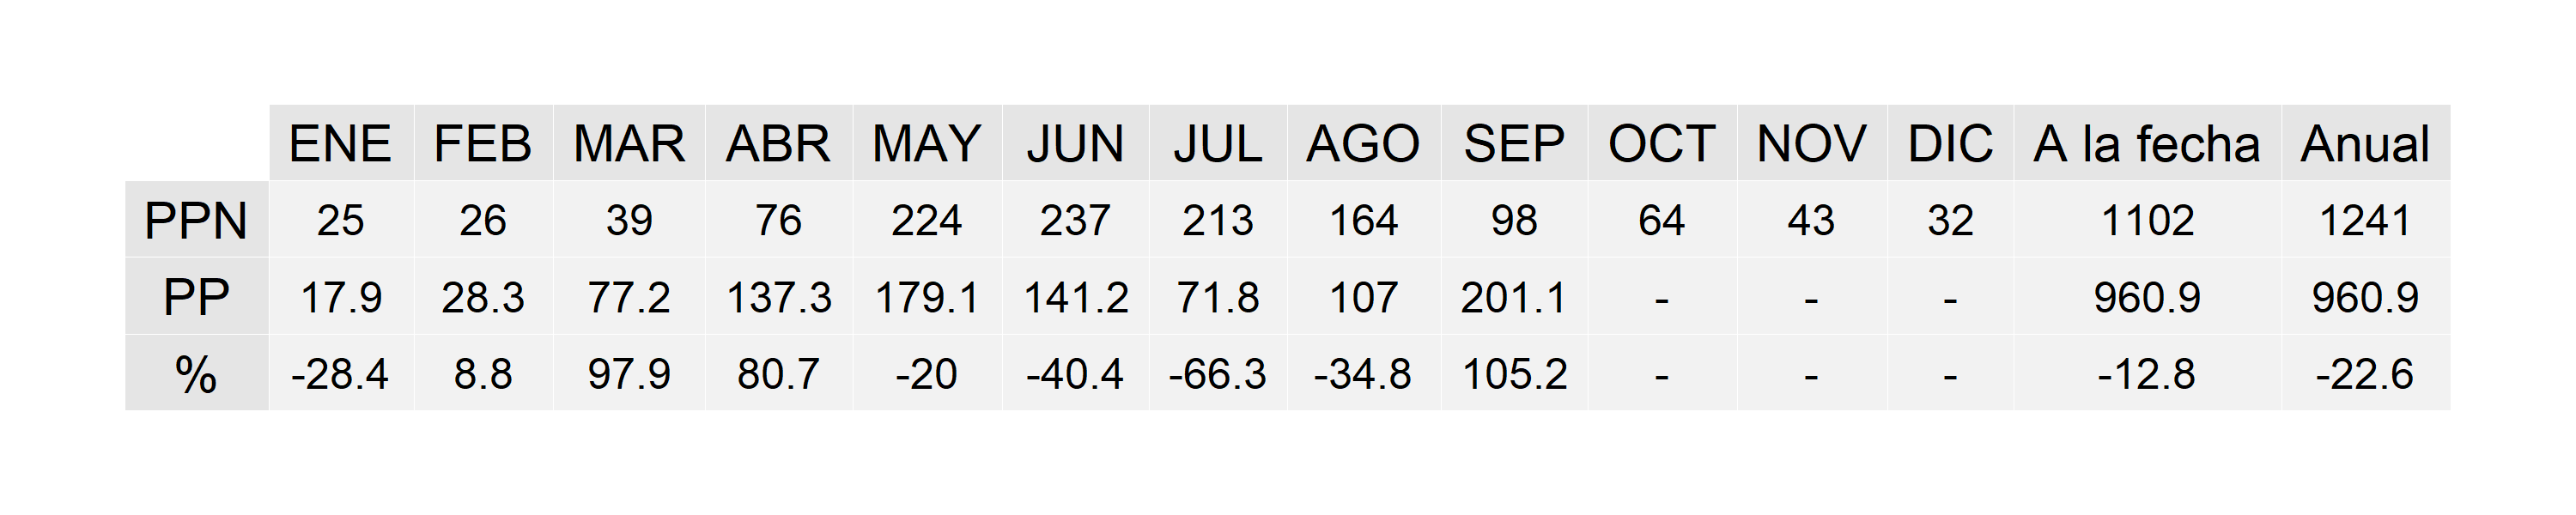 ENE FEB MAR ABR MAY JUN JUL AGO SEP OCT NOV DIC A la fecha Anual
PPN 25 26 39 76 224 237 213 164 98 64 43 32 1102 1241
PP 17.9 28.3 77.2 137.3 179.1 141.2 71.8 107 201.1 - - - 960.9 960.9
% -28.4 8.8 97.9 80.7 -20 -40.4 -66.3 -34.8 105.2 - - - -12.8 -22.6